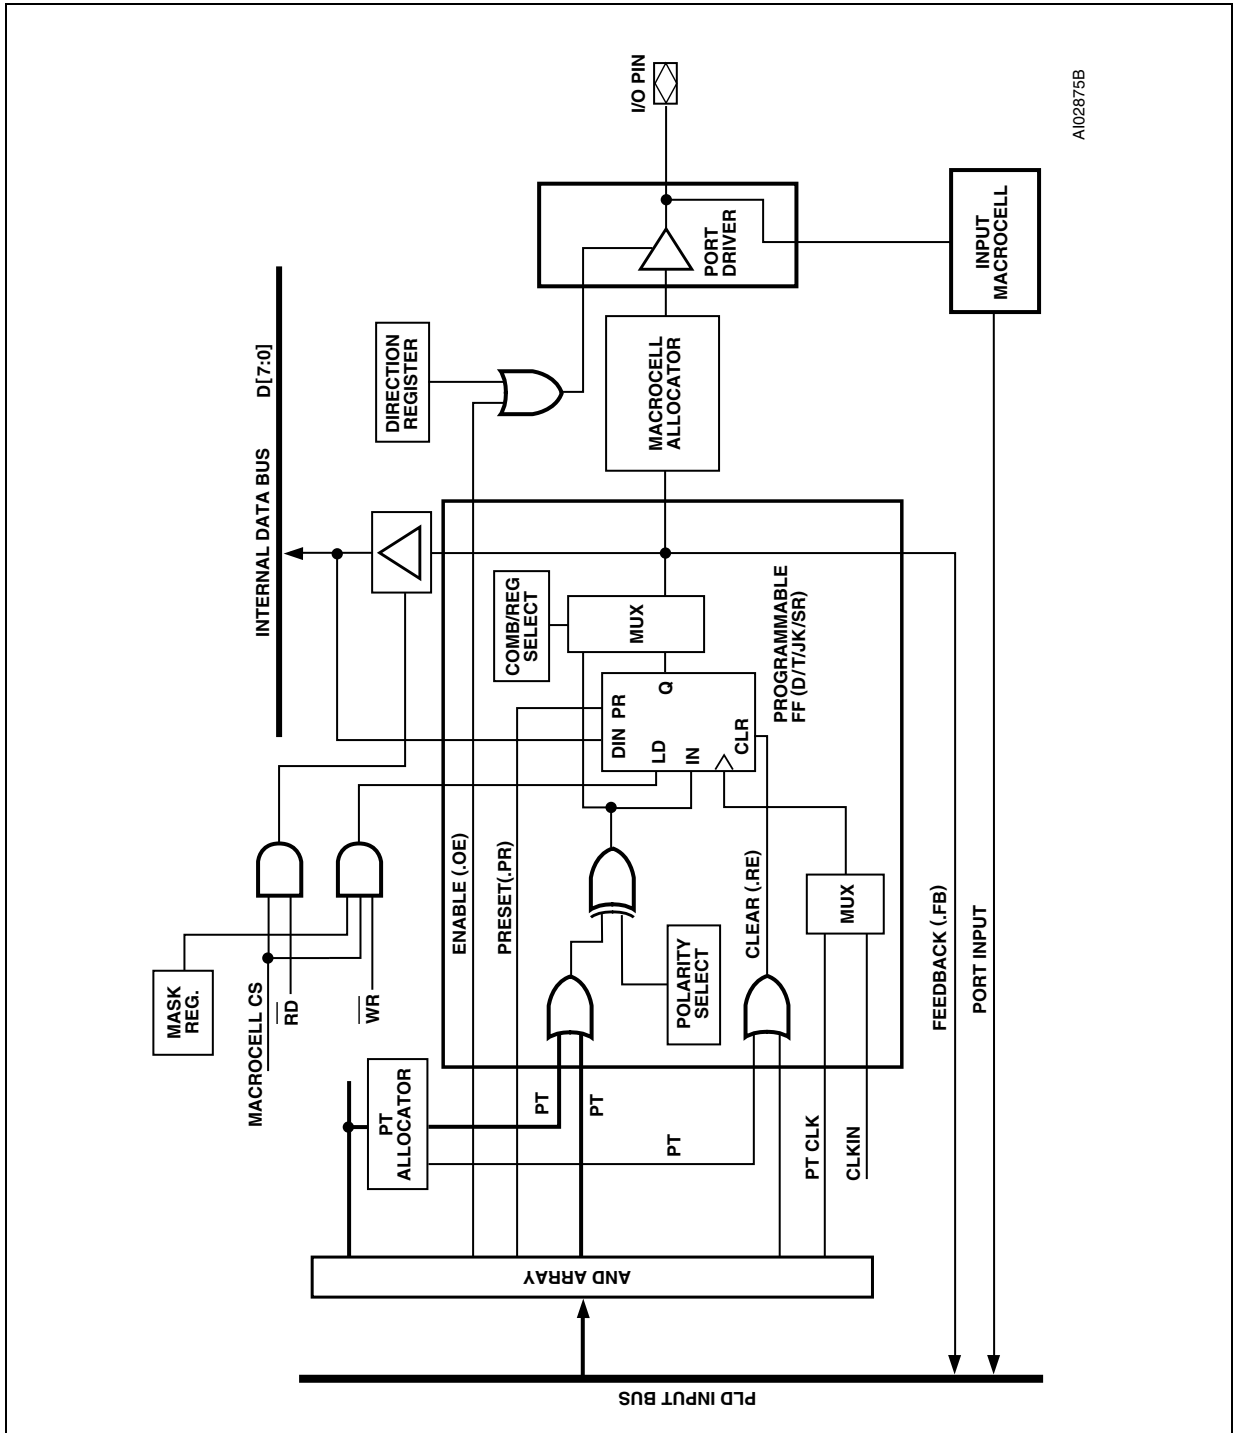 MASK
REG.
MACROCELL CS
RD
WR
INTERNAL DATA BUS D[7:0]
DIRECTION
REGISTER
PT
ALLOCATOR
ENABLE (.OE)
PRESET(.PR)
COMB/REG
SELECT
PT
PT
PT
DIN PR
LD
IN
Q
CLR
MUX
MACROCELL
ALLOCATOR
PORT
DRIVER
I/O PIN
POLARITY
SELECT
PROGRAMMABLE
FF (D/T/JK/SR)
CLEAR (.RE)
PT CLK
CLKIN
MUX
AND ARRAY
FEEDBACK (.FB)
PORT INPUT
INPUT
MACROCELL
PLD INPUT BUS
AI02875B